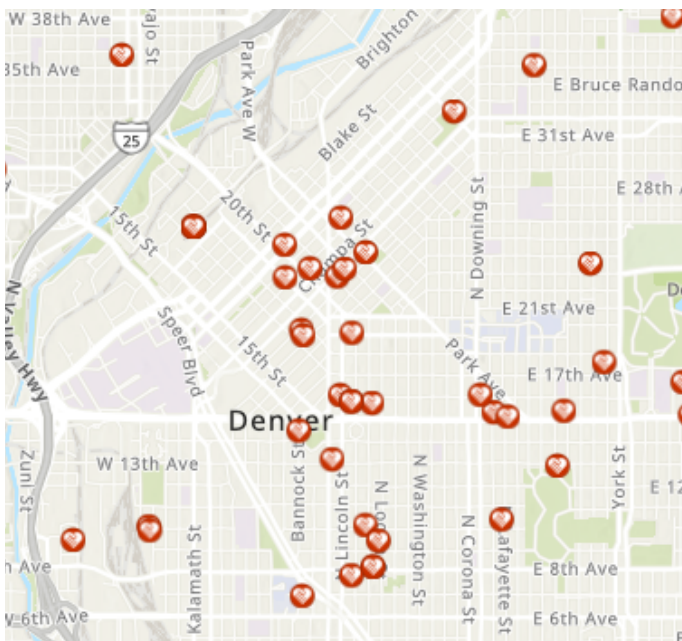 W 38th Ave
ajo St
Brighton
35th Ave
Park Ave W
E Bruce Rando
25
Blake St
E 31st Ave
E 28th
20th St
15th St
N Downing St
E 21st Ave
N Valley Hwy
Speer Blvd
15th St
Park Ave
E 17th Ave
Denver
W 13th Ave
Zuni St
Bannock St
N Lincoln St
N Washington St
N Corona St
afayette St
York St
E 12
Kalamath St
Ave
E 8th Ave
W 6th Ave
E 6th Ave